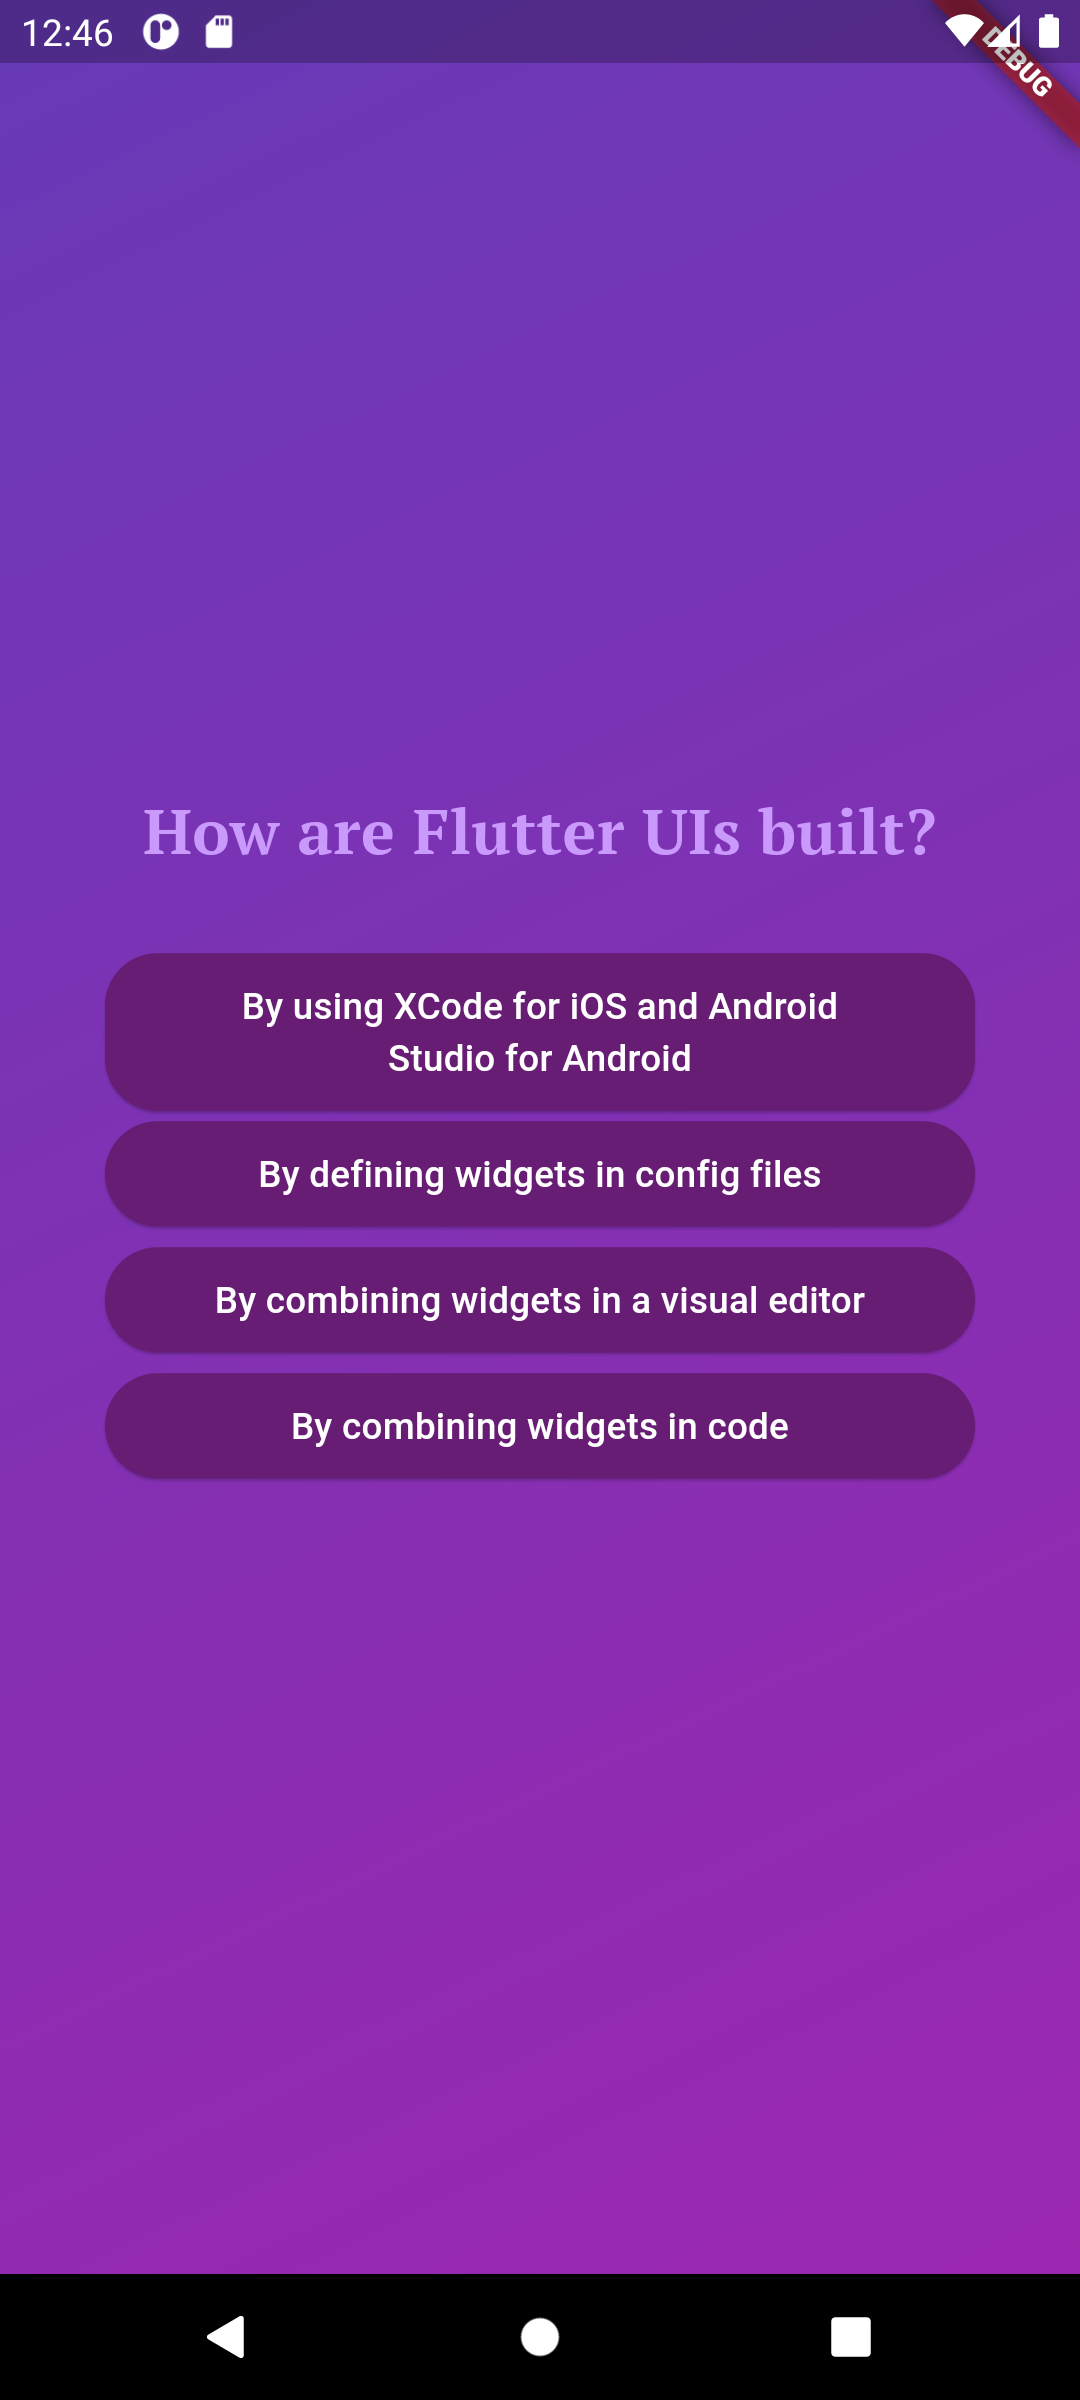 12:46
DEBUG
How are Flutter UIs built?
By using XCode for iOS and Android
Studio for Android
By defining widgets in config files
By combining widgets in a visual editor
By combining widgets in code